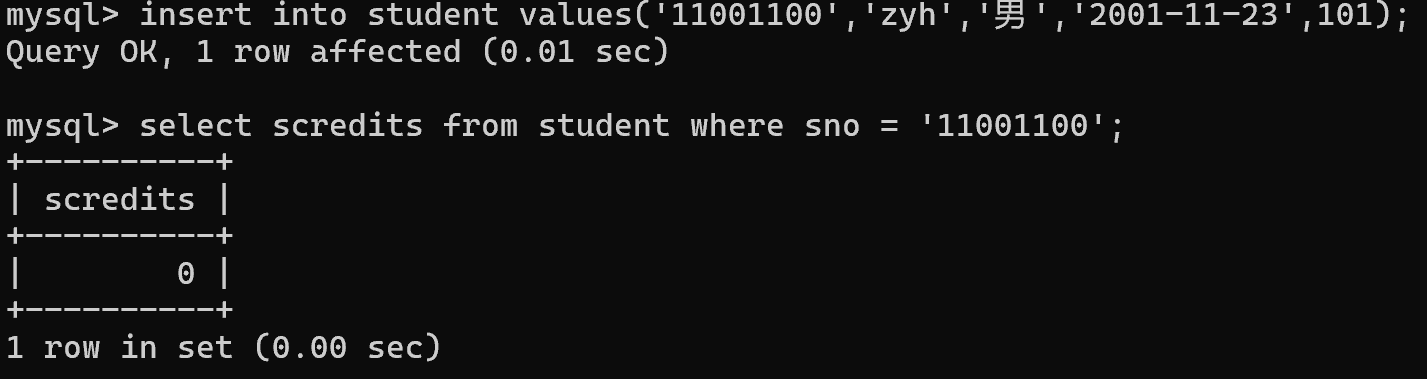 mysql> insert into student values('11001100','zyh','男','2001-11-23',101);
Query OK, 1 row affected (0.01 sec)
mysql> select scredits from student where sno = '11001100';
+----------+
| scredits |
+----------+
|        0 |
+----------+
1 row in set (0.00 sec)